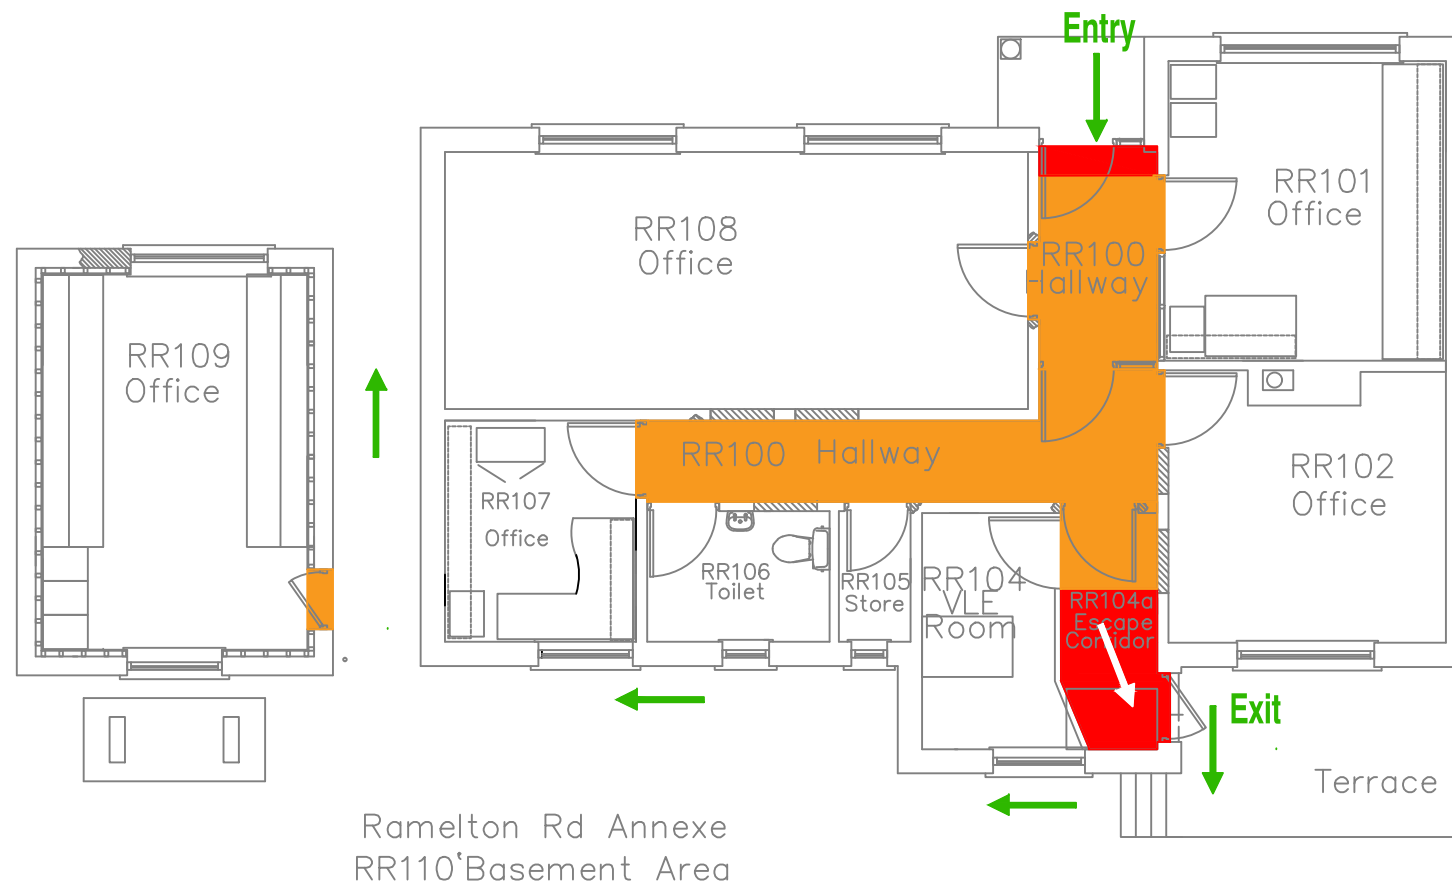 Entry
RR101
Office
RR108
Office
RR100
Hallway
RR109
Office
RR100 Hallway
RR102
Office
RR107
Office
RR106
Toilet
RR105
Store
RR104
VLE
Room
RR104a
Escape
Corridor
Exit
Terrace
Ramelton Rd Annexe
RR110'Basement Area